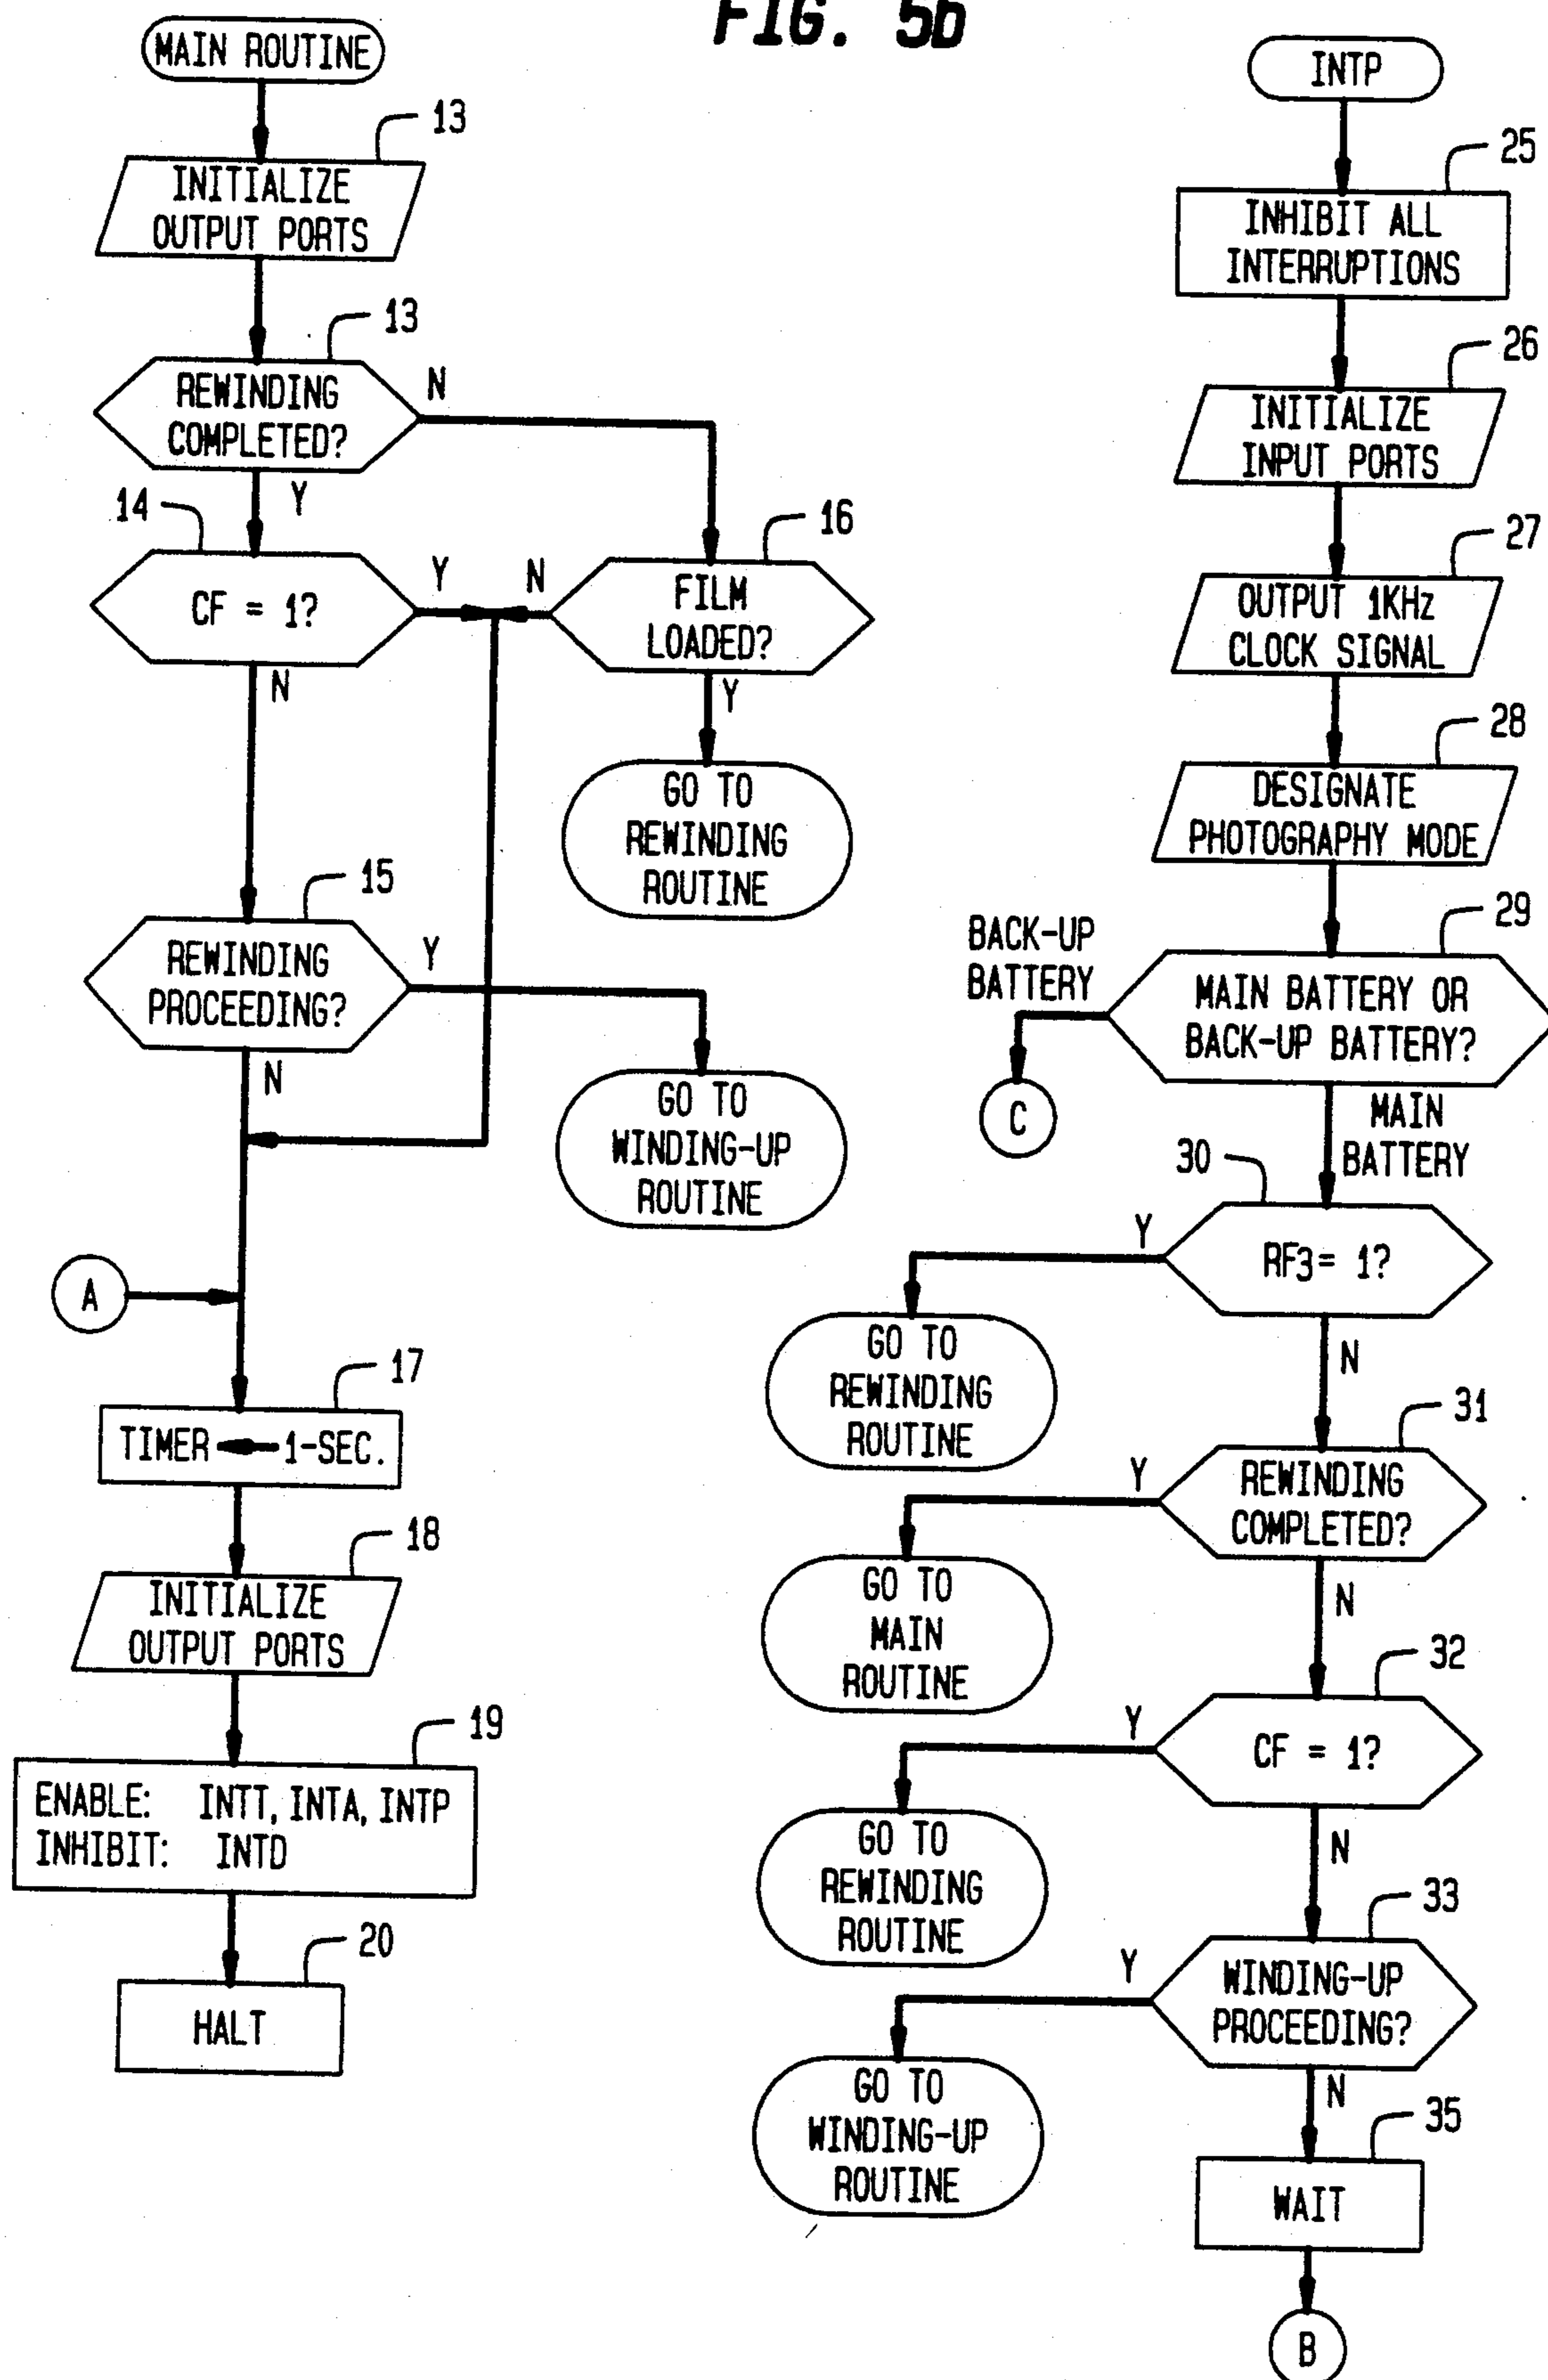 FIG. 5b
MAIN ROUTINE
13
INITIALIZE
OUTPUT PORTS
13
REWINDING
COMPLETED?
N
Y
14
CF = 1?
Y
N
16
FILM
LOADED?
N
Y
GO TO
REWINDING
ROUTINE
15
REWINDING
PROCEEDING?
Y
N
GO TO
WINDING-UP
ROUTINE
A
17
TIMER ← 1-SEC.
18
INITIALIZE
OUTPUT PORTS
19
ENABLE: INTT, INTA, INTP
INHIBIT: INTD
20
HALT
INTP
25
INHIBIT ALL
INTERRUPTIONS
26
INITIALIZE
INPUT PORTS
27
OUTPUT 1KHz
CLOCK SIGNAL
28
DESIGNATE
PHOTOGRAPHY MODE
29
MAIN BATTERY OR
BACK-UP BATTERY?
BACK-UP
BATTERY
C
MAIN
BATTERY
30
RF3= 1?
Y
N
GO TO
REWINDING
ROUTINE
31
REWINDING
COMPLETED?
Y
N
GO TO
MAIN
ROUTINE
32
CF = 1?
Y
N
GO TO
REWINDING
ROUTINE
33
WINDING-UP
PROCEEDING?
Y
N
GO TO
WINDING-UP
ROUTINE
35
WAIT
B